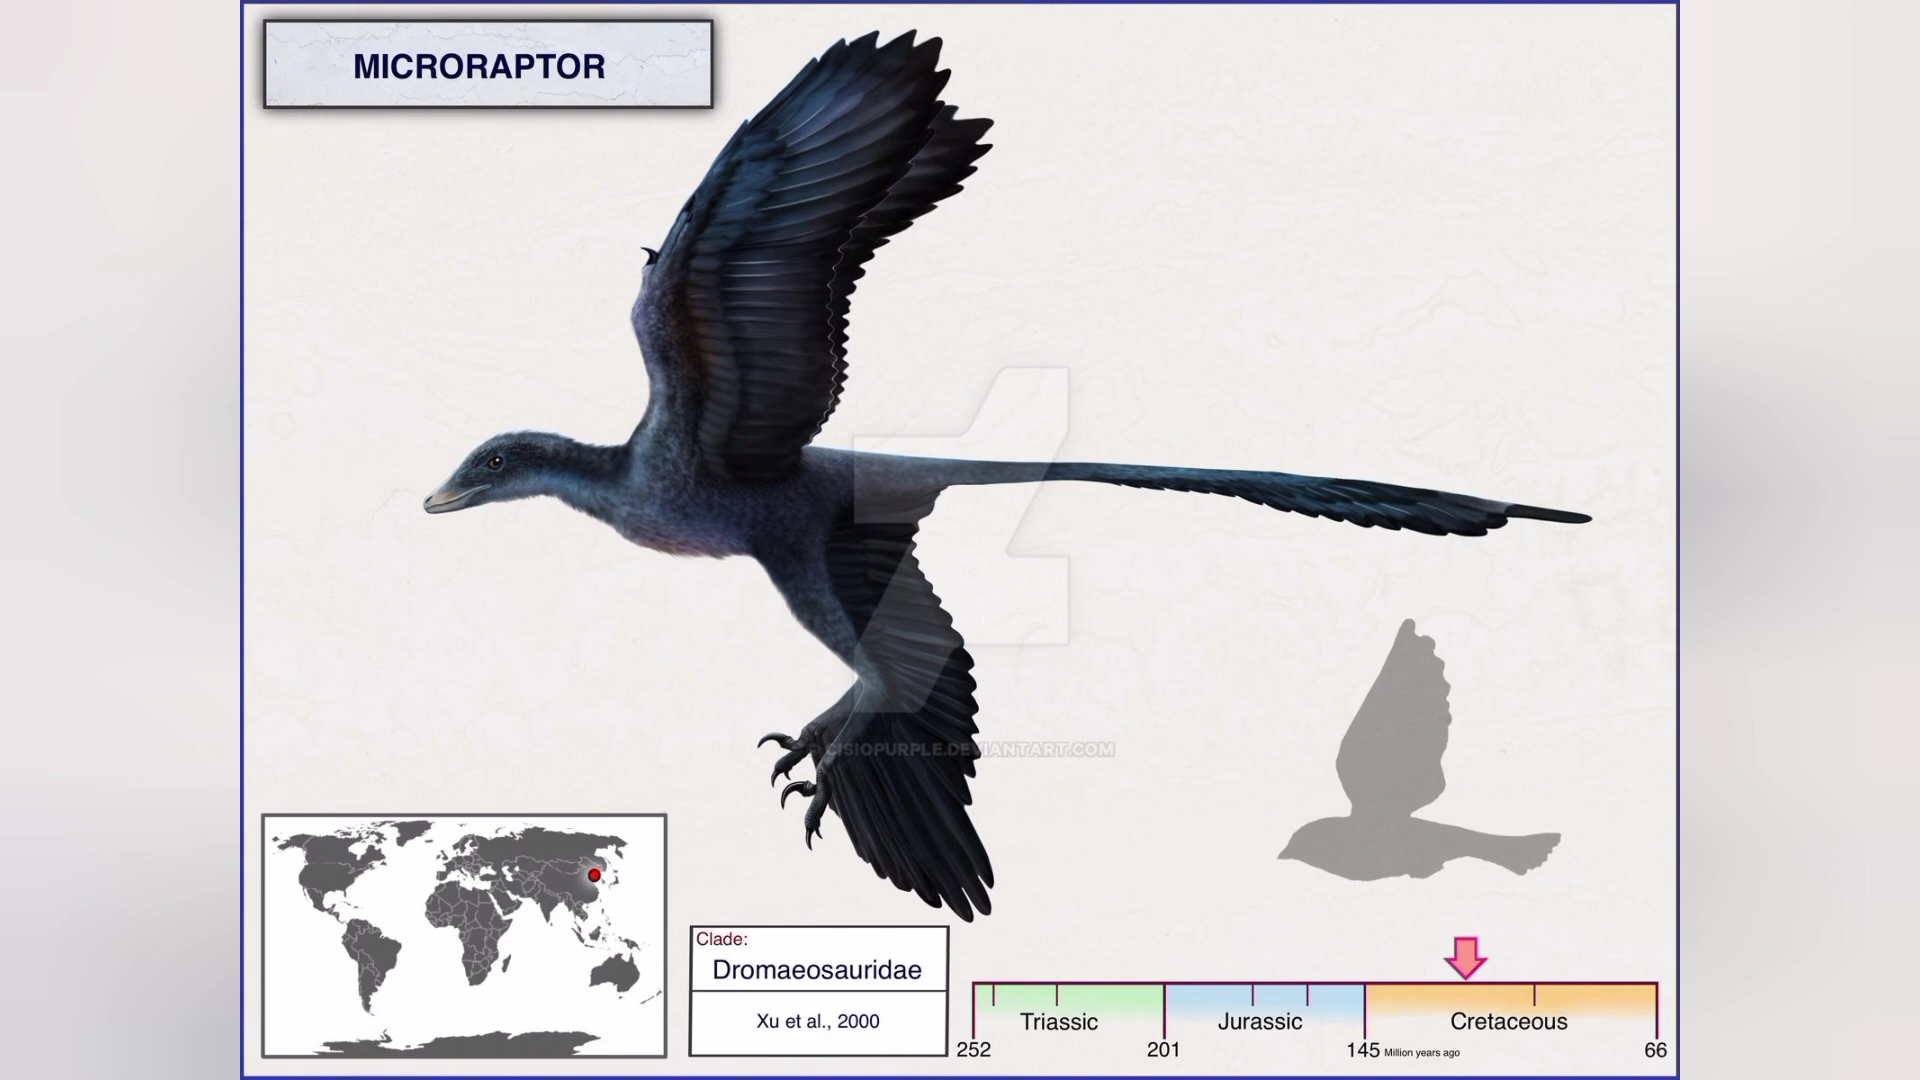 MICRORAPTOR
CISIOPURPLE.DEVIANTART.COM
Clade:
Dromaeosauridae
Xu et al., 2000
Triassic
Jurassic
Cretaceous
252
201
145 Million years ago
66